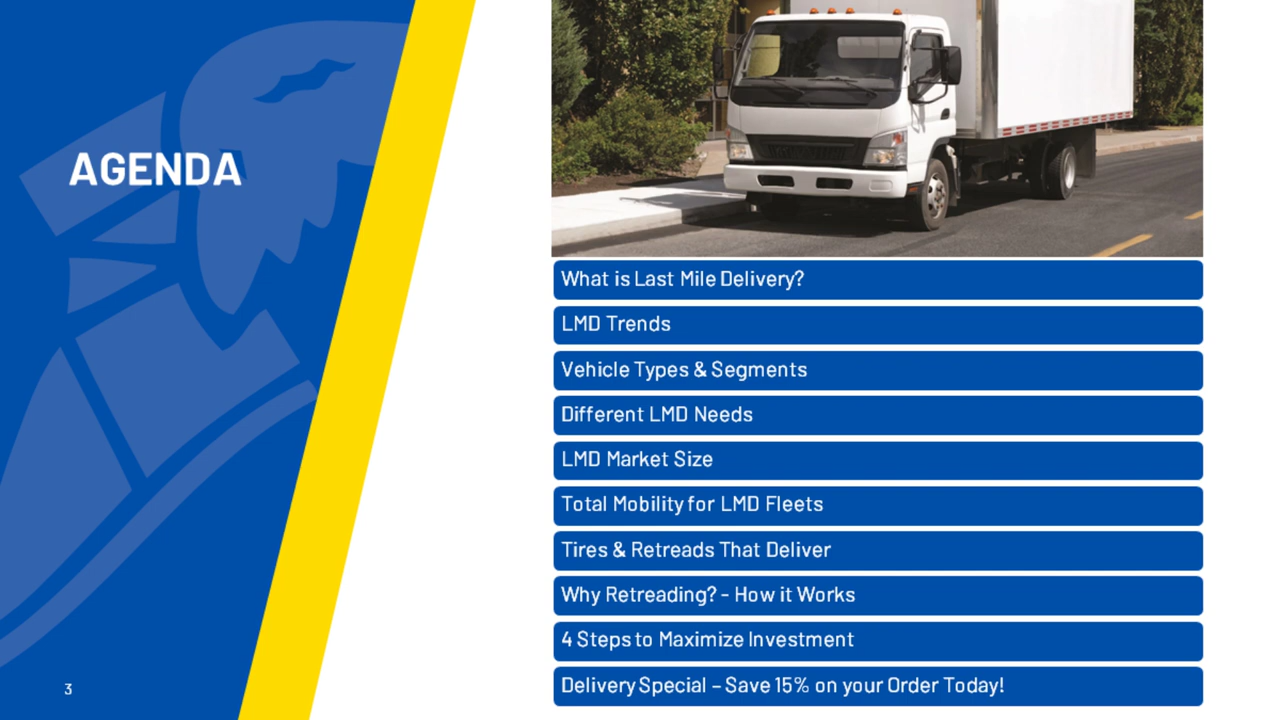 AGENDA
What is Last Mile Delivery?
LMD Trends
Vehicle Types & Segments
Different LMD Needs
LMD Market Size
Total Mobility for LMD Fleets
Tires & Retreads That Deliver
Why Retreading? - How it Works
4 Steps to Maximize Investment
Delivery Special – Save 15% on your Order Today!
3